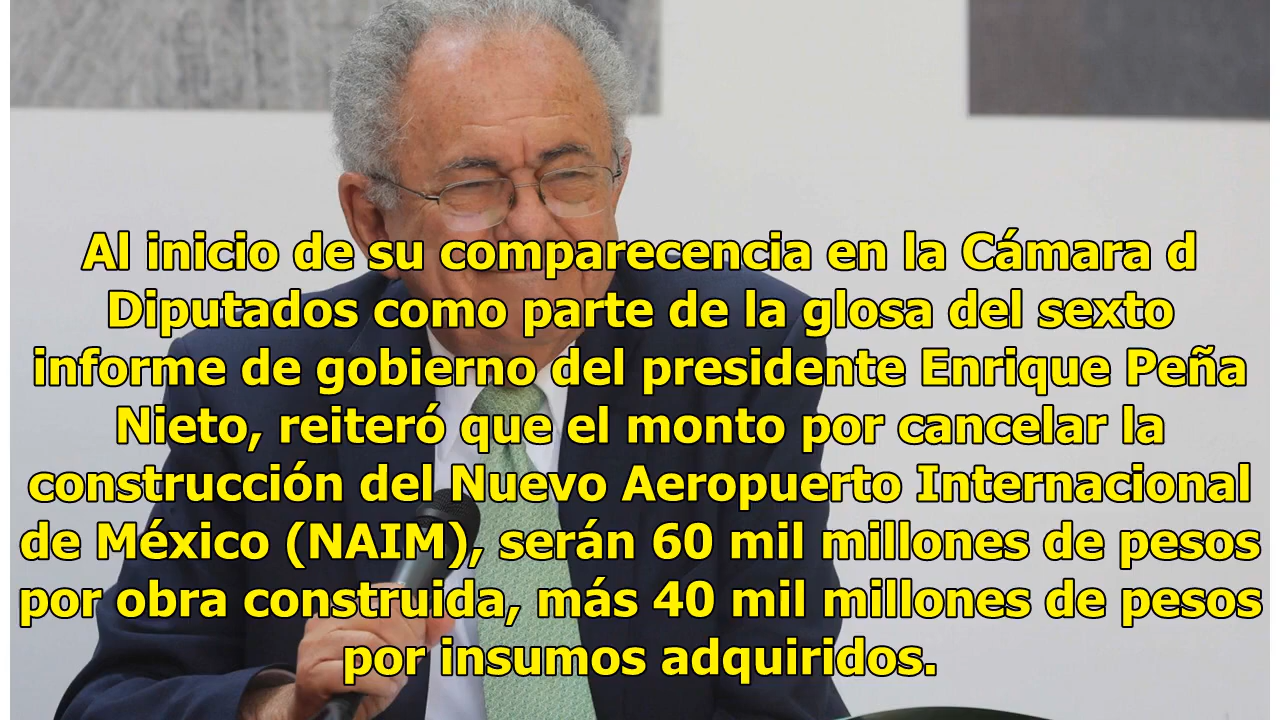 Al inicio de su comparecencia en la Cámara d
Diputados como parte de la glosa del sexto
informe de gobierno del presidente Enrique Peña
Nieto, reiteró que el monto por cancelar la
construcción del Nuevo Aeropuerto Internacional
de México (NAIM), serán 60 mil millones de pesos
por obra construida, más 40 mil millones de pesos
por insumos adquiridos.